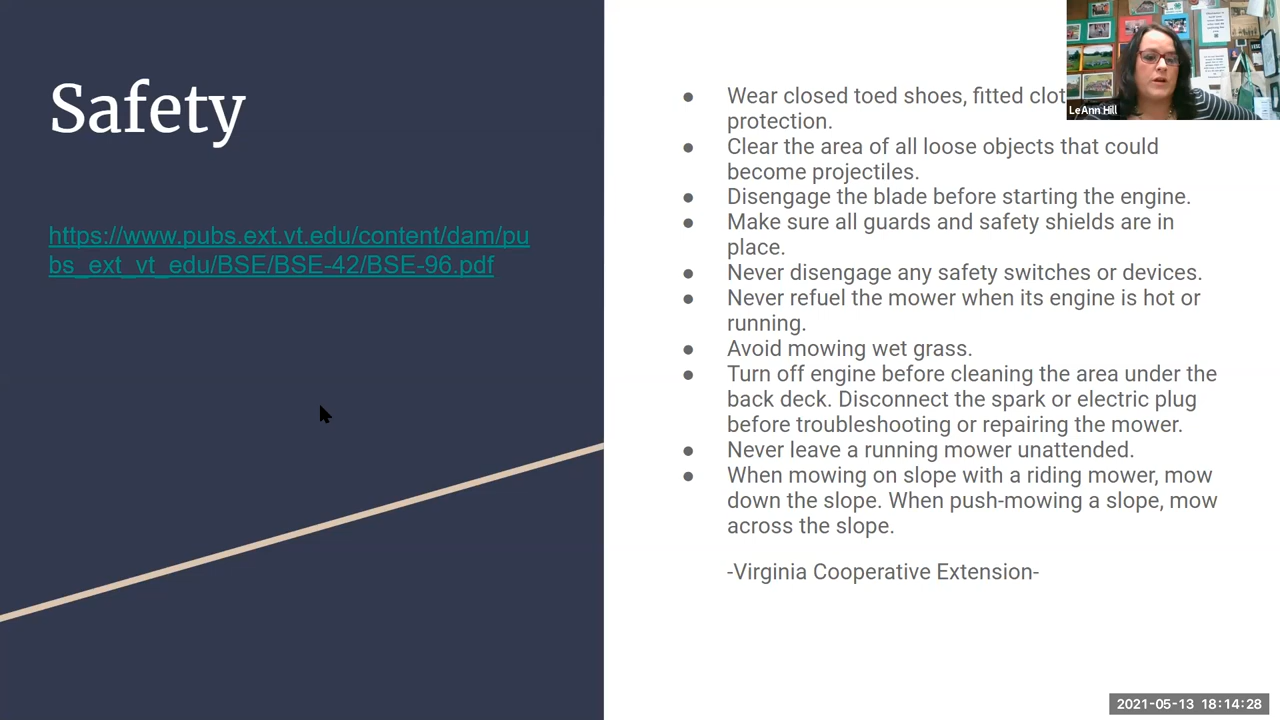 Safety
https://www.pubs.ext.vt.edu/content/dam/pu
bs_ext_vt_edu/BSE/BSE-42/BSE-96.pdf
● Wear closed toed shoes, fitted clot
protection.
● Clear the area of all loose objects that could
become projectiles.
● Disengage the blade before starting the engine.
● Make sure all guards and safety shields are in
place.
● Never disengage any safety switches or devices.
● Never refuel the mower when its engine is hot or
running.
● Avoid mowing wet grass.
● Turn off engine before cleaning the area under the
back deck. Disconnect the spark or electric plug
before troubleshooting or repairing the mower.
● Never leave a running mower unattended.
● When mowing on slope with a riding mower, mow
down the slope. When push-mowing a slope, mow
across the slope.
-Virginia Cooperative Extension-
LeAnn Hill
2021-05-13 18:14:28